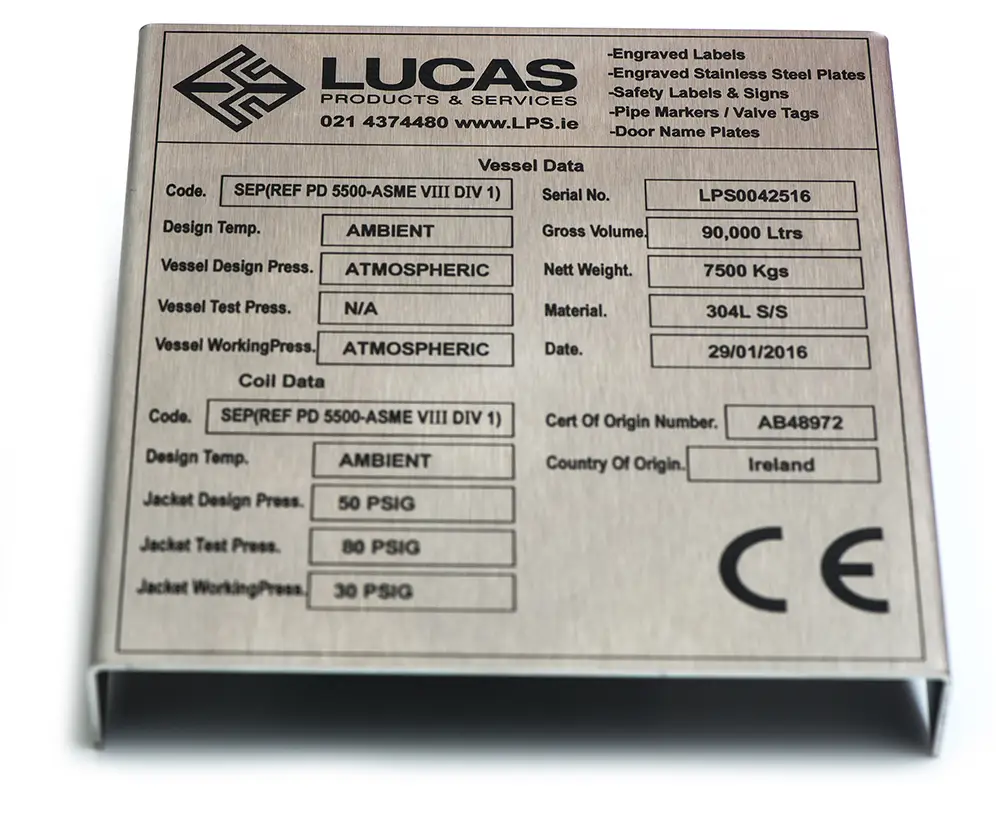 LUCAS
PRODUCTS & SERVICES
021 4374480 www.LPS.ie
-Engraved Labels
-Engraved Stainless Steel Plates
-Safety Labels & Signs
-Pipe Markers / Valve Tags
-Door Name Plates
Vessel Data
Code. SEP(REF PD 5500-ASME VIII DIV 1)
Design Temp. AMBIENT
Vessel Design Press. ATMOSPHERIC
Vessel Test Press. N/A
Vessel WorkingPress. ATMOSPHERIC
Serial No. LPS0042516
Gross Volume. 90,000 Ltrs
Nett Weight. 7500 Kgs
Material. 304L S/S
Date. 29/01/2016
Coil Data
Code. SEP(REF PD 5500-ASME VIII DIV 1)
Design Temp. AMBIENT
Jacket Design Press. 50 PSIG
Jacket Test Press. 80 PSIG
Jacket WorkingPress. 30 PSIG
Cert Of Origin Number. AB48972
Country Of Origin. Ireland
CE